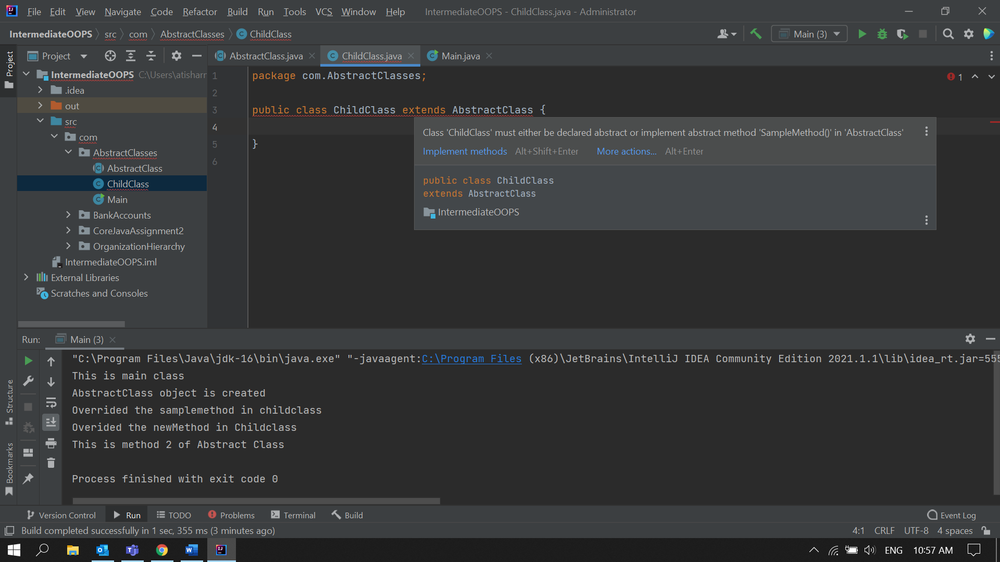 File Edit View Navigate Code Refactor Build Run Tools VCS Window Help IntermediateOOPS - ChildClass.java - Administrator
IntermediateOOPS src com AbstractClasses ChildClass Main (3)
Project
Project
AbstractClass.java ChildClass.java Main.java
IntermediateOOPS C:\Users\atisharr
.idea
out
src
com
AbstractClasses
AbstractClass
ChildClass
Main
BankAccounts
CoreJavaAssignment2
OrganizationHierarchy
IntermediateOOPS.iml
External Libraries
Scratches and Consoles
1 package com.AbstractClasses;
1
2
3 public class ChildClass extends AbstractClass {
4
5 }
6
Class 'ChildClass' must either be declared abstract or implement abstract method 'SampleMethod()' in 'AbstractClass'
Implement methods Alt+Shift+Enter More actions... Alt+Enter
public class ChildClass
extends AbstractClass
IntermediateOOPS
Run: Main (3)
"C:\Program Files\Java\jdk-16\bin\java.exe" "-javaagent:C:\Program Files (x86)\JetBrains\IntelliJ IDEA Community Edition 2021.1.1\lib\idea_rt.jar=555
This is main class
AbstractClass object is created
Overrided the samplemethod in childclass
Overided the newMethod in Childclass
This is method 2 of Abstract Class
Process finished with exit code 0
Structure
Bookmarks
Version Control Run TODO Problems Terminal Build Event Log
Build completed successfully in 1 sec, 355 ms (3 minutes ago) 4:1 CRLF UTF-8 4 spaces
ENG 10:57 AM